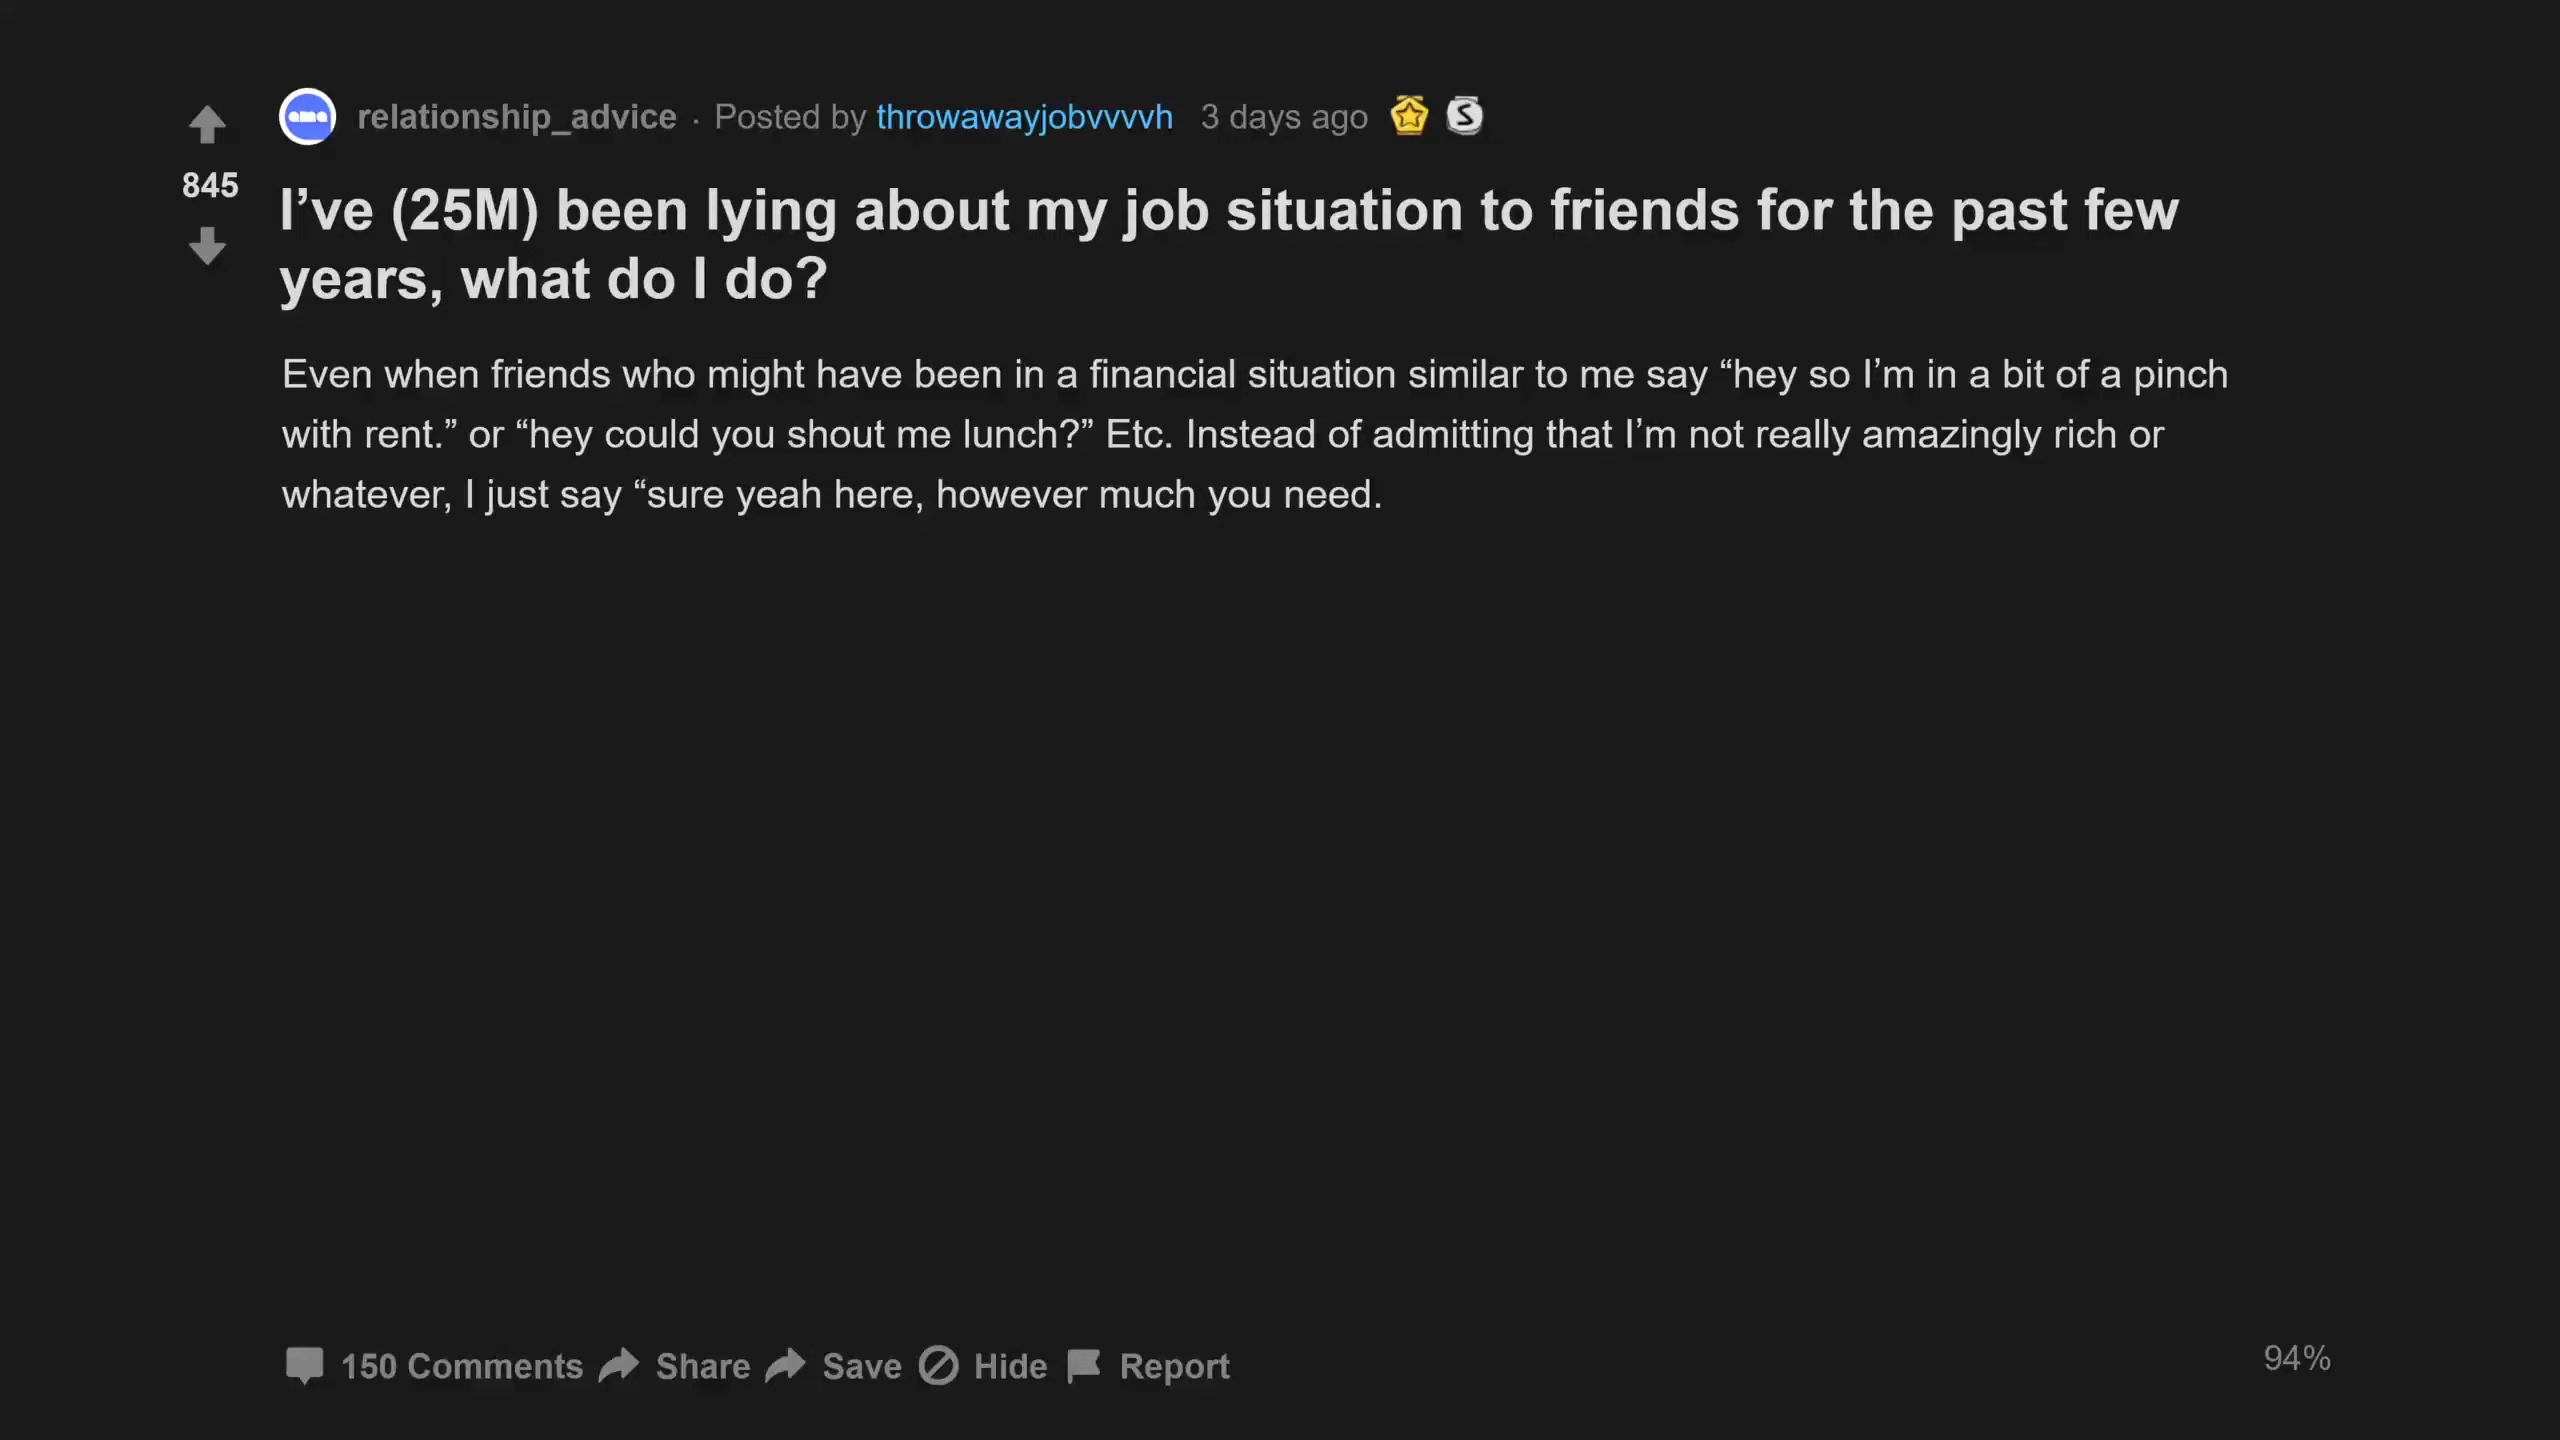 relationship_advice · Posted by throwawayjobvvvvh 3 days ago
845
I’ve (25M) been lying about my job situation to friends for the past few
years, what do I do?
Even when friends who might have been in a financial situation similar to me say “hey so I’m in a bit of a pinch
with rent.” or “hey could you shout me lunch?” Etc. Instead of admitting that I’m not really amazingly rich or
whatever, I just say “sure yeah here, however much you need.
150 Comments Share Save Hide Report
94%